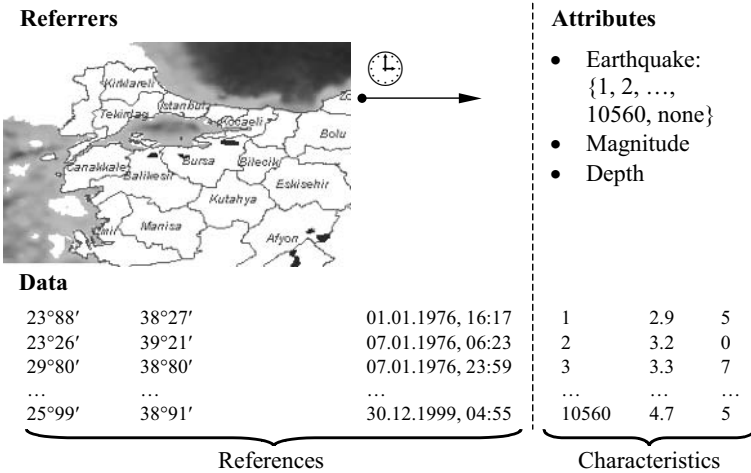 Referrers
Attributes
Kirklareli
Istanbul
Tekirdag
Kocaeli
Bolu
Canakkale
Balikesir
Bursa
Bilecik
Eskisehir
Kutahya
Manisa
Afyon
• Earthquake:
{1, 2, …,
10560, none}
• Magnitude
• Depth
Data
23°88′ 38°27′ 01.01.1976, 16:17 1 2.9 5
23°26′ 39°21′ 07.01.1976, 06:23 2 3.2 0
29°80′ 38°80′ 07.01.1976, 23:59 3 3.3 7
… … … … …
25°99′ 38°91′ 30.12.1999, 04:55 10560 4.7 5
References
Characteristics